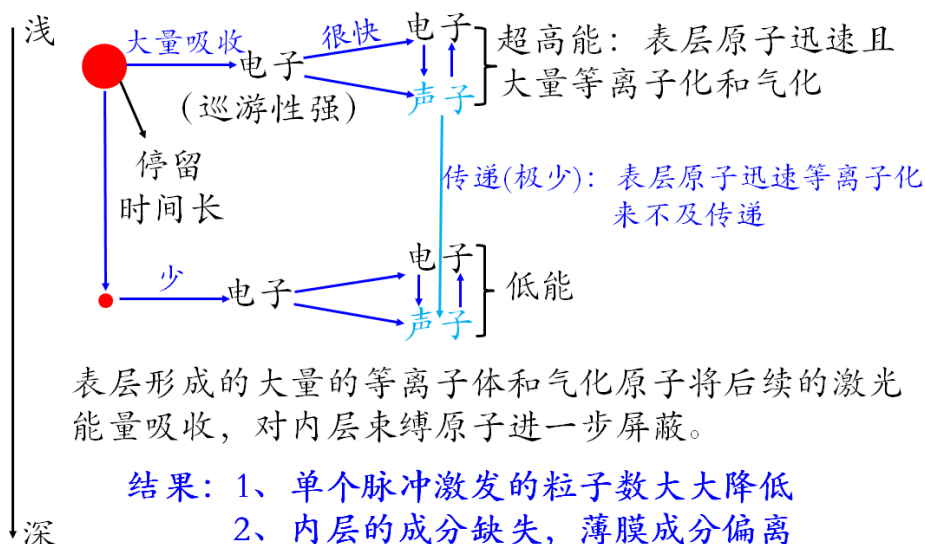 浅
大量吸收
电子
(巡游性强)
很快
电子
声子
超高能：表层原子迅速且
大量等离子化和气化
停留
时间长
传递(极少)：表层原子迅速等离子化
来不及传递
少
电子
电子
声子
低能
表层形成的大量的等离子体和气化原子将后续的激光
能量吸收，对内层束缚原子进一步屏蔽。
结果：1、单个脉冲激发的粒子数大大降低
2、内层的成分缺失，薄膜成分偏离
深